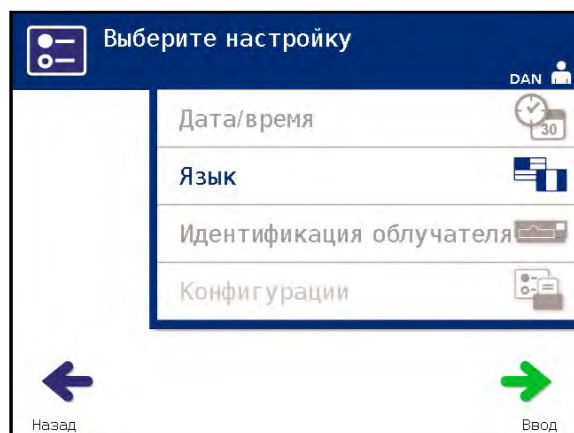 Выберите настройку
DAN
Дата/время
30
Язык
Идентификация облучателя
Конфигурации
Назад
Ввод